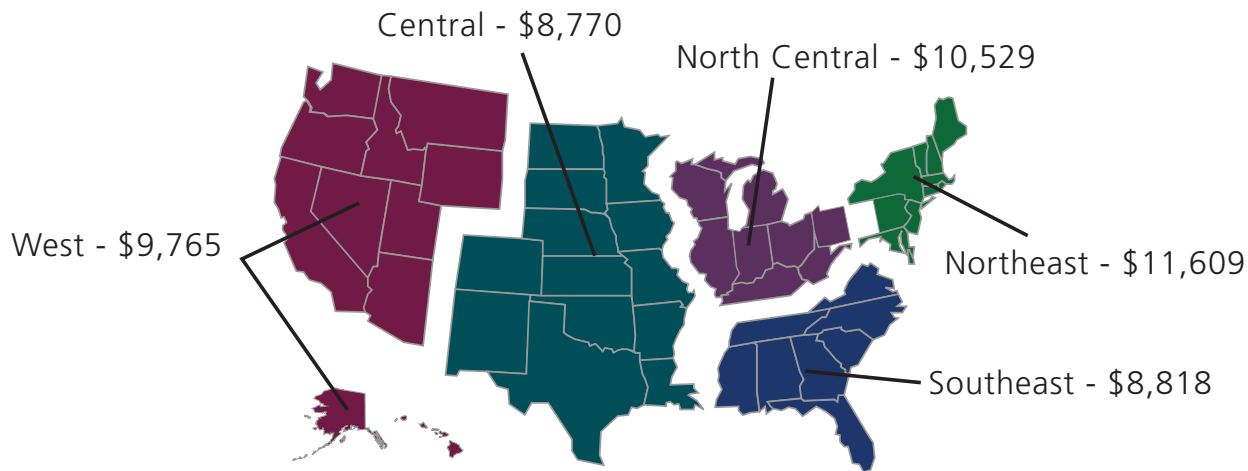 Central - $8,770
North Central - $10,529
West - $9,765
Northeast - $11,609
Southeast - $8,818